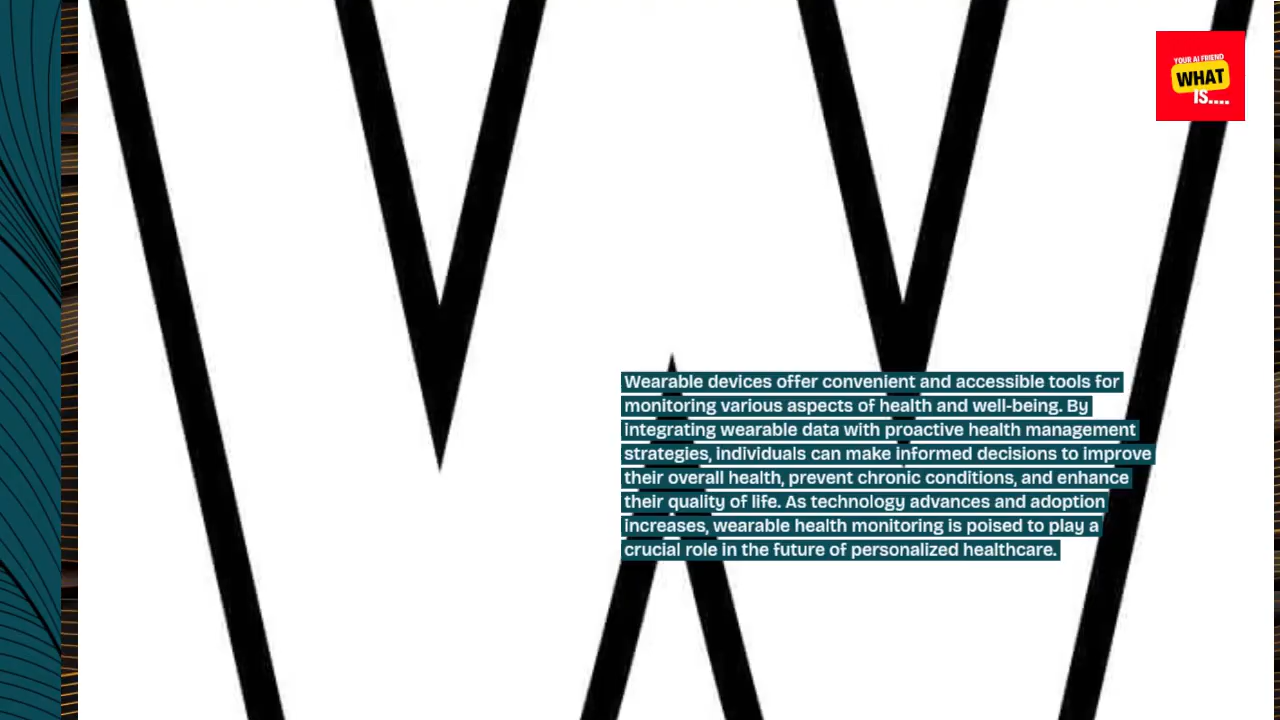 YOUR AI FRIEND
WHAT
IS....
Wearable devices offer convenient and accessible tools for
monitoring various aspects of health and well-being. By
integrating wearable data with proactive health management
strategies, individuals can make informed decisions to improve
their overall health, prevent chronic conditions, and enhance
their quality of life. As technology advances and adoption
increases, wearable health monitoring is poised to play a
crucial role in the future of personalized healthcare.